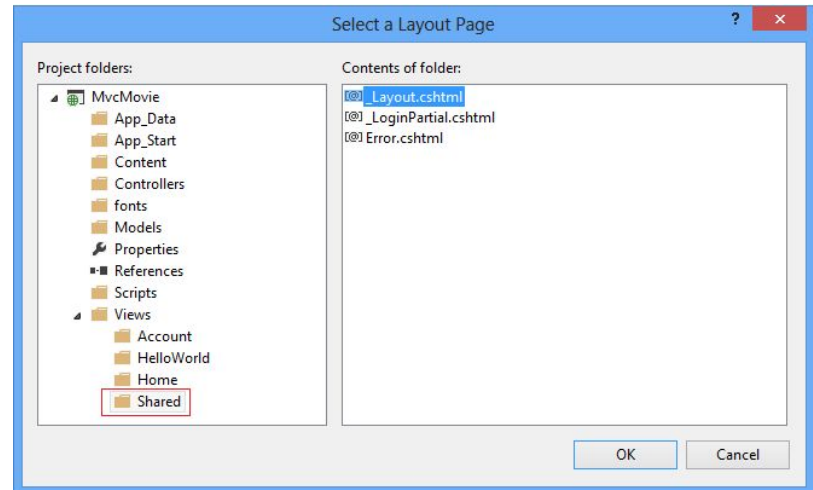 Select a Layout Page
?
Project folders:
MvcMovie
App_Data
App_Start
Content
Controllers
fonts
Models
Properties
References
Scripts
Views
Account
HelloWorld
Home
Shared
Contents of folder:
[@] _Layout.cshtml
[@] _LoginPartial.cshtml
[@] Error.cshtml
OK
Cancel